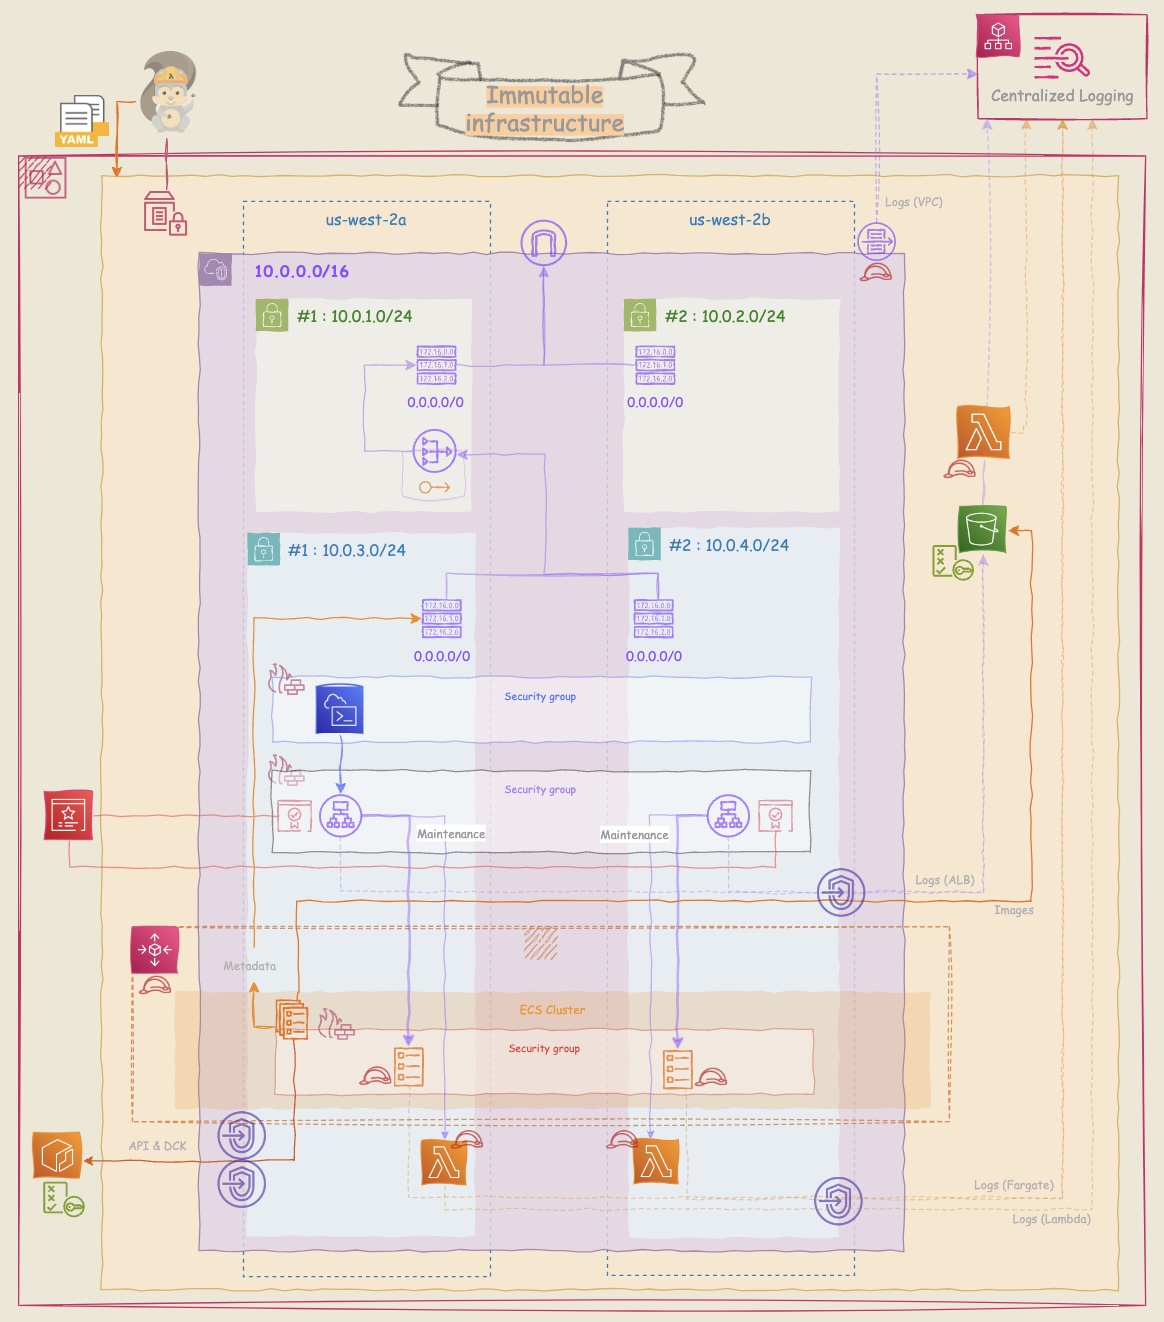 Immutable
infrastructure
YAML
Centralized Logging
us-west-2a
us-west-2b
Logs (VPC)
10.0.0.0/16
#1 : 10.0.1.0/24
#2 : 10.0.2.0/24
172.16.0.0
172.16.1.0
172.16.2.0
172.16.0.0
172.16.1.0
172.16.2.0
0.0.0.0/0
0.0.0.0/0
#1 : 10.0.3.0/24
#2 : 10.0.4.0/24
172.16.0.0
172.16.1.0
172.16.2.0
172.16.0.0
172.16.1.0
172.16.2.0
0.0.0.0/0
0.0.0.0/0
Security group
Security group
Maintenance
Maintenance
Logs (ALB)
Images
Metadata
ECS Cluster
Security group
API & DCK
Logs (Fargate)
Logs (Lambda)